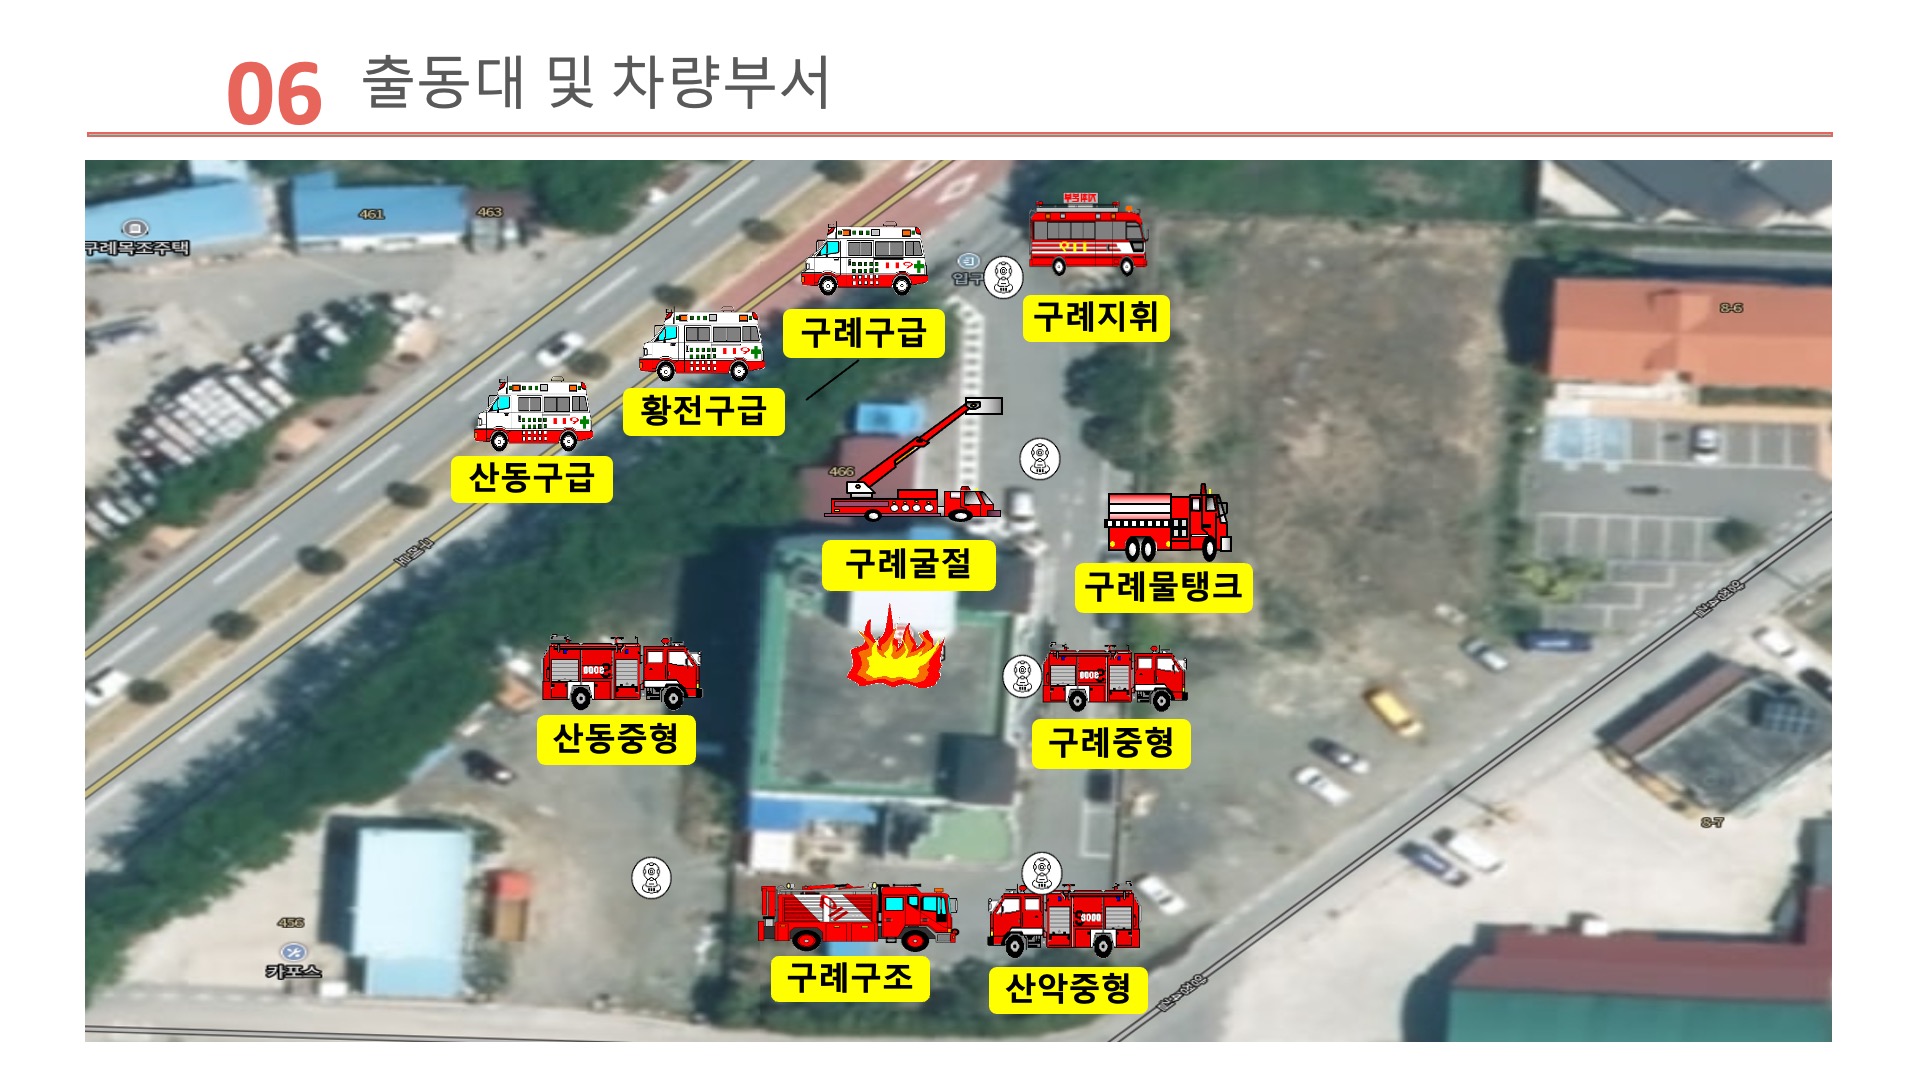 06 출동대 및 차량부서
461
463
구례목조주택
입구
8-6
구례구급
구례지휘
황전구급
산동구급
466
구례굴절
구례물탱크
산동중형
구례중형
8-7
456
카포스
구례구조
산악중형